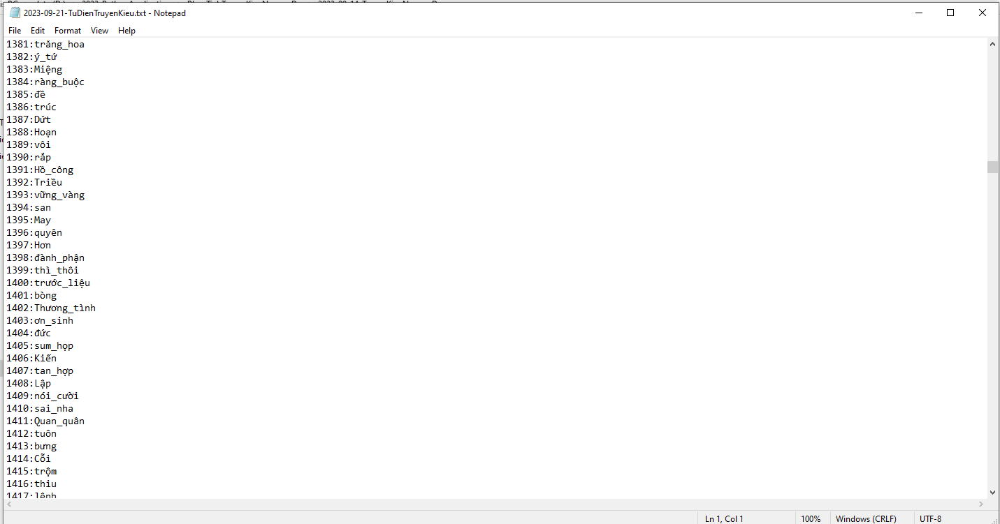 2023-09-21-TuDienTruyenKieu.txt - Notepad
File Edit Format View Help
1381:trăng_hoa
1382:ý_tứ
1383:Miệng
1384:ràng_buộc
1385:đề
1386:trúc
1387:Dứt
1388:Hoạn
1389:vôi
1390:rắp
1391:Hồ_công
1392:Triều
1393:vững_vàng
1394:san
1395:May
1396:quyên
1397:Hơn
1398:đành_phận
1399:thì_thôi
1400:trước_liệu
1401:bòng
1402:Thương_tình
1403:ơn_sinh
1404:đức
1405:sum_họp
1406:Kiến
1407:tan_hợp
1408:Lập
1409:nói_cười
1410:sai_nha
1411:Quan_quân
1412:tuôn
1413:bưng
1414:Cỗi
1415:trộm
1416:thiu
1417:lênh
Ln 1, Col 1 100% Windows (CRLF) UTF-8